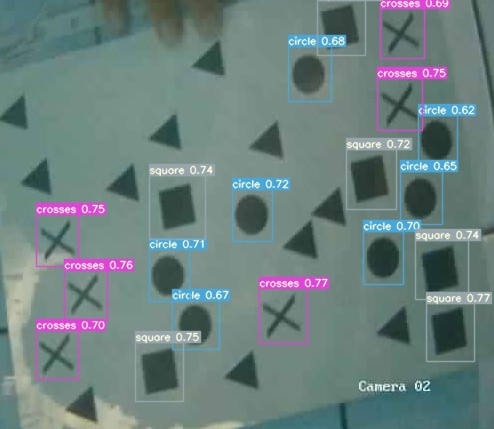 crosses 0.69
circle 0.68
crosses 0.75
circle 0.62
square 0.72
square 0.74
circle 0.65
circle 0.72
crosses 0.75
circle 0.70
square 0.74
circle 0.71
crosses 0.76
crosses 0.77
circle 0.67
square 0.77
crosses 0.70
square 0.75
Camera 02